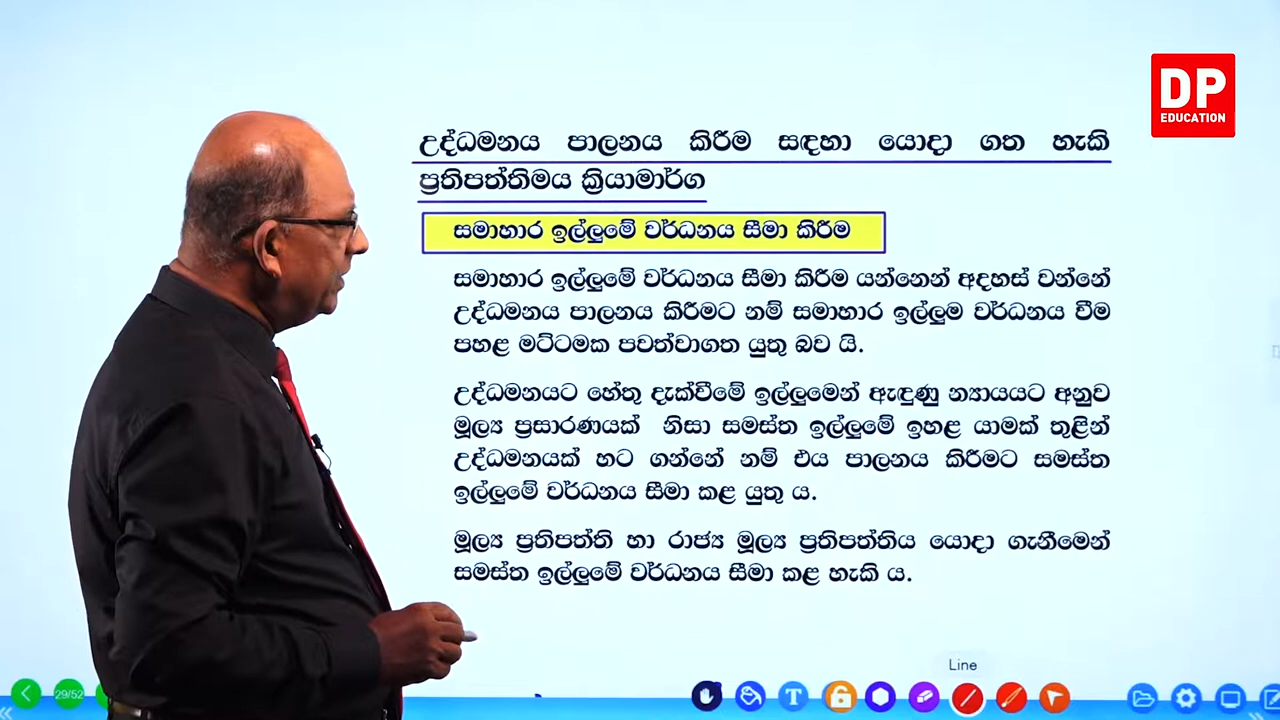 DP
EDUCATION
උද්ධමනය පාලනය කිරීම සඳහා යොදා ගත හැකි
ප්‍රතිපත්තිමය ක්‍රියාමාර්ග
සමාහාර ඉල්ලුමේ වර්ධනය සීමා කිරීම
සමාහාර ඉල්ලුමේ වර්ධනය සීමා කිරීම යන්නෙන් අදහස් වන්නේ
උද්ධමනය පාලනය කිරීමට නම් සමාහාර ඉල්ලුම වර්ධනය වීම
පහළ මට්ටමක පවත්වාගත යුතු බව යි.
උද්ධමනයට හේතු දැක්වීමේ ඉල්ලුමෙන් ඇඳුණු න්‍යායයට අනුව
මූල්‍ය ප්‍රසාරණයක් නිසා සමස්ත ඉල්ලුමේ ඉහළ යාමක් තුළින්
උද්ධමනයක් හට ගන්නේ නම් එය පාලනය කිරීමට සමස්ත
ඉල්ලුමේ වර්ධනය සීමා කළ යුතු ය.
මූල්‍ය ප්‍රතිපත්ති හා රාජ්‍ය මූල්‍ය ප්‍රතිපත්තිය යොදා ගැනීමෙන්
සමස්ත ඉල්ලුමේ වර්ධනය සීමා කළ හැකි ය.
Line
29/52